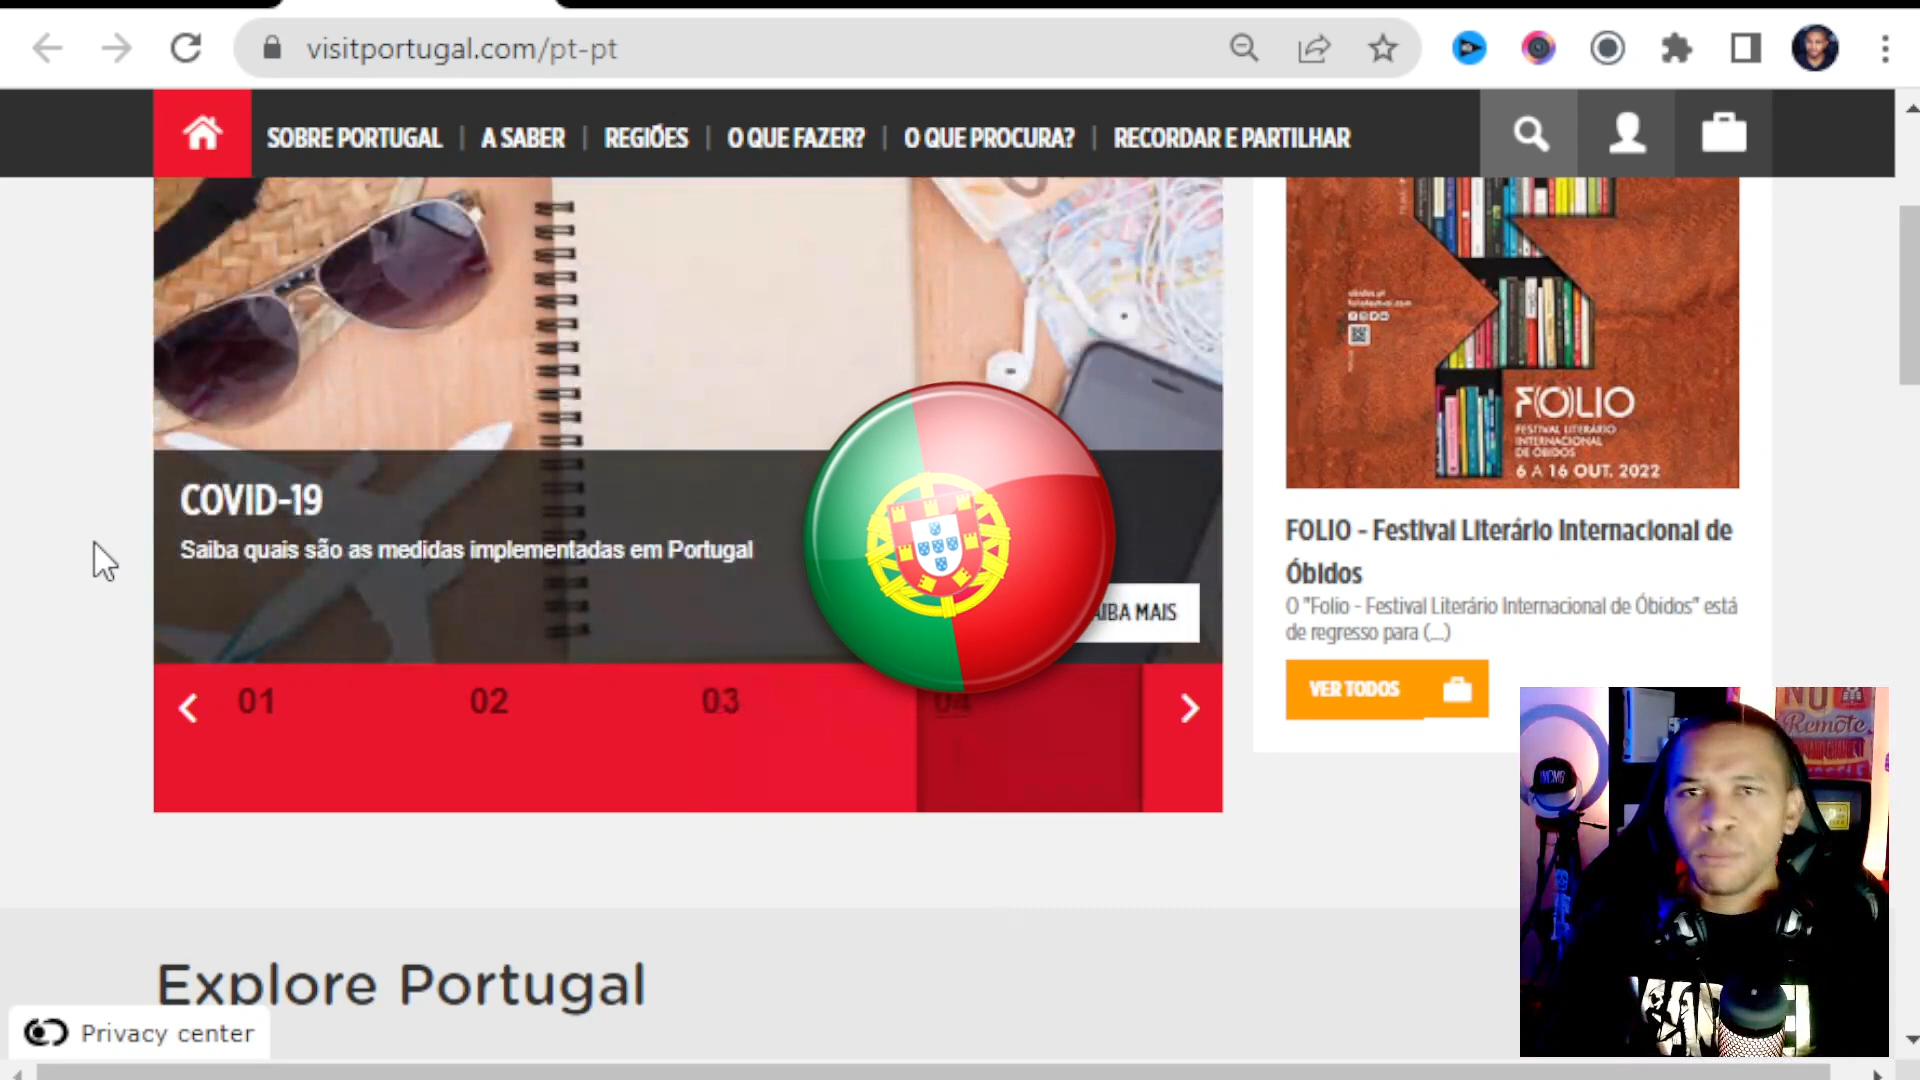 visitportugal.com/pt-pt
SOBRE PORTUGAL | A SABER | REGIÕES | O QUE FAZER? | O QUE PROCURA? | RECORDAR E PARTILHAR
COVID-19
Saiba quais são as medidas implementadas em Portugal
AIBA MAIS
01 02 03 04
F(O)LIO
FESTIVAL LITERÁRIO
INTERNACIONAL
DE ÓBIDOS
6 A 16 OUT. 2022
FOLIO - Festival Literário Internacional de
Óbidos
O "Folio - Festival Literário Internacional de Óbidos" está
de regresso para (...)
VER TODOS
Remote
Explore Portugal
Privacy center